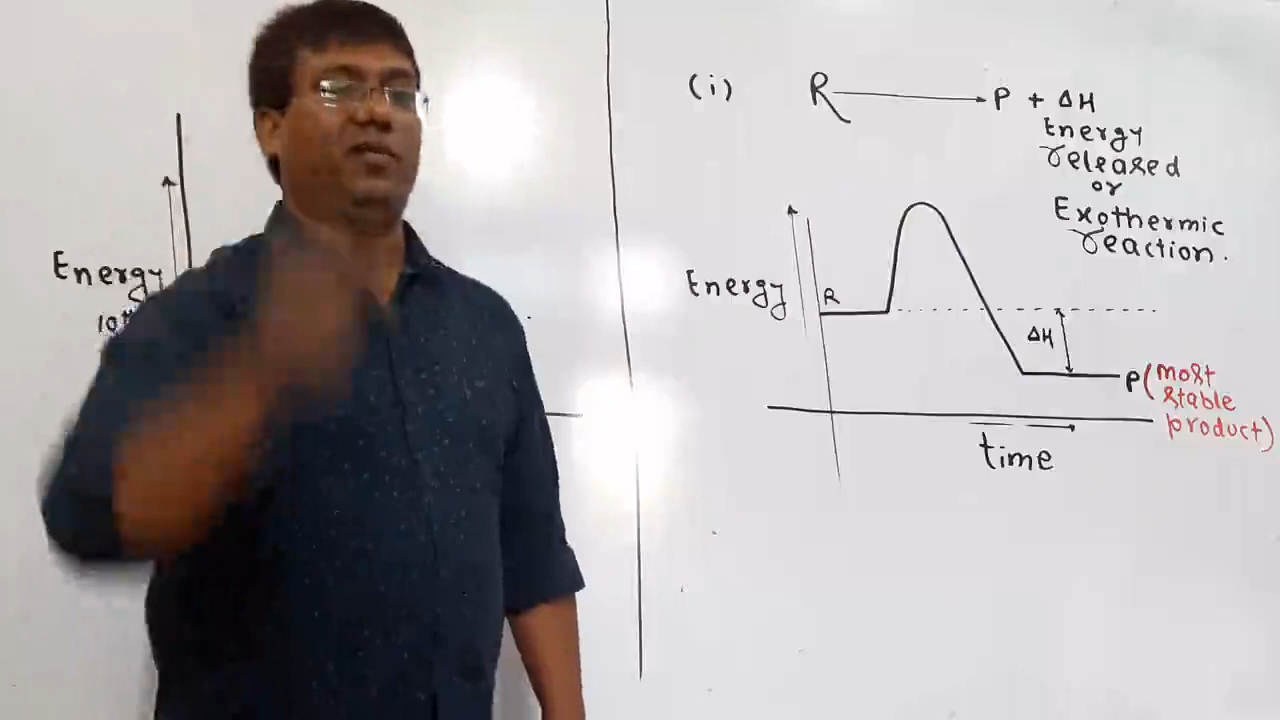 Energy
(i) R → P + ΔH
Energy
released
or
Exothermic
reaction.
Energy
R
ΔH
P (most
stable
product)
time